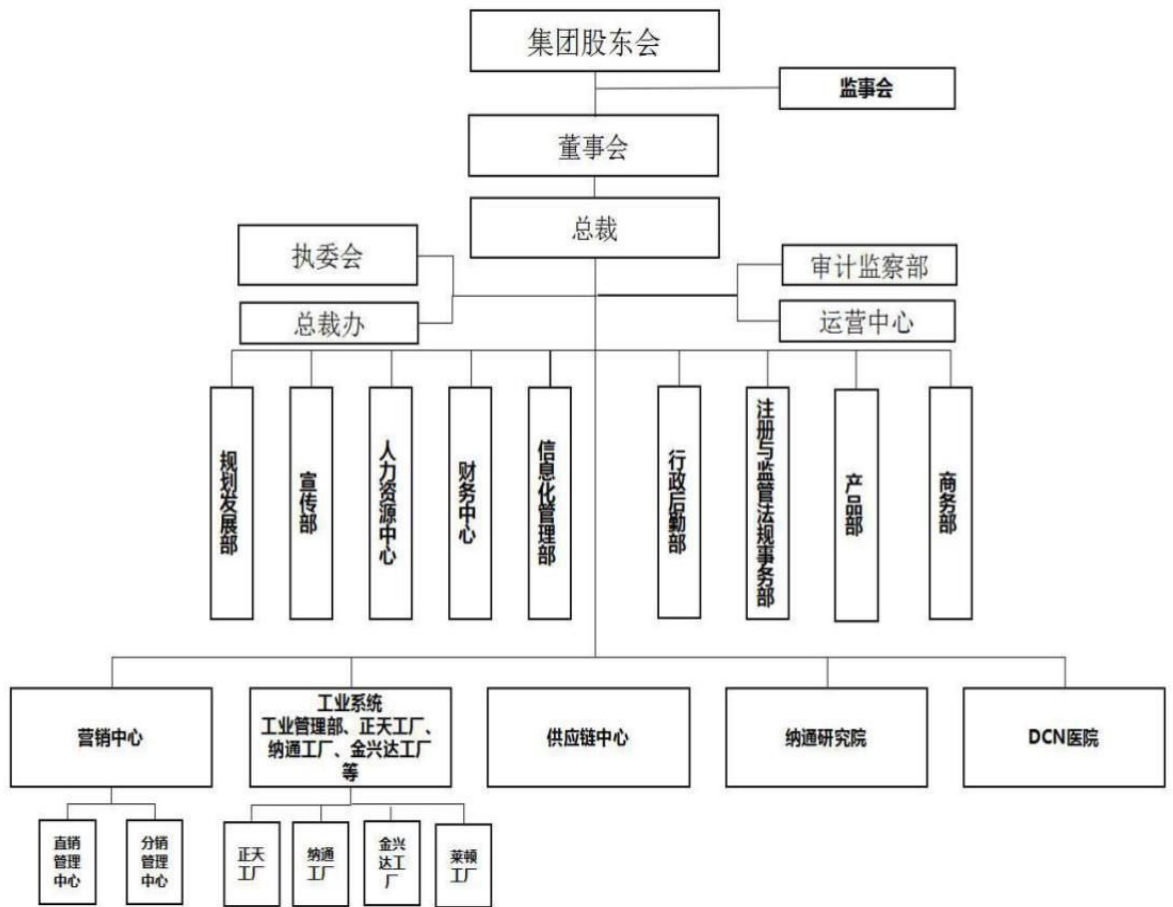 集团股东会
监事会
董事会
总裁
执委会
审计监察部
总裁办
运营中心
规划发展部
宣传部
人力资源中心
财务中心
信息化管理部
行政后勤部
注册与监管法规事务部
产品部
商务部
营销中心
工业系统
工业管理部、正天工厂、
纳通工厂、金兴达工厂
等
供应链中心
纳通研究院
DCN医院
直销
管理
中心
分销
管理
中心
正天
工厂
纳通
工厂
金兴
达工
厂
莱顿
工厂